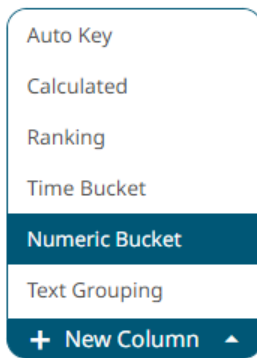 Auto Key
Calculated
Ranking
Time Bucket
Numeric Bucket
Text Grouping
+ New Column